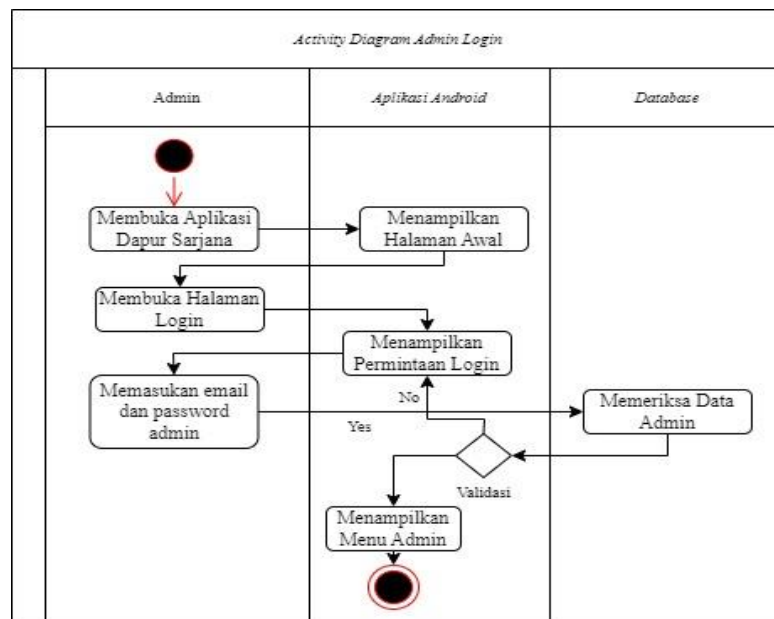 Activity Diagram Admin Login
Admin
Aplikasi Android
Database
Membuka Aplikasi
Dapur Sarjana
Menampilkan
Halaman Awal
Membuka Halaman
Login
Menampilkan
Permintaan Login
Memasukan email
dan password
admin
No
Yes
Memeriksa Data
Admin
Validasi
Menampilkan
Menu Admin